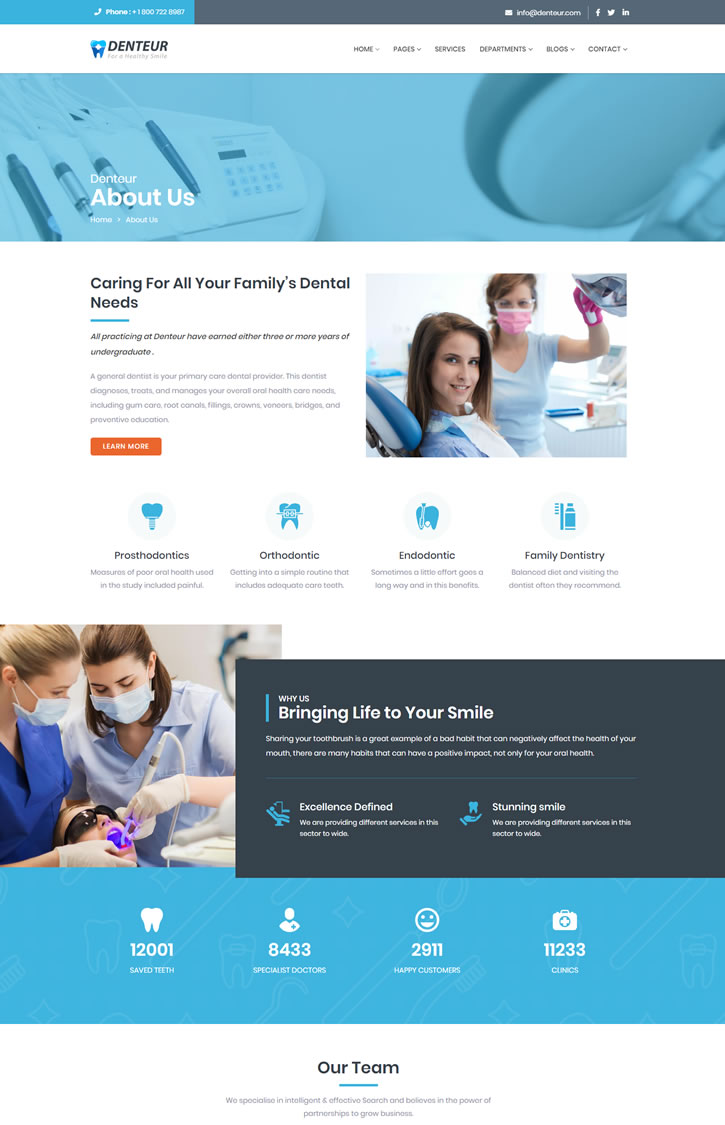 Phone : + 1 800 722 8987
info@denteur.com
DENTEUR
For a Healthy Smile
HOME
PAGES
SERVICES
DEPARTMENTS
BLOGS
CONTACT
Denteur
About Us
Home > About Us
Caring For All Your Family's Dental
Needs
All practicing at Denteur have earned either three or more years of
undergraduate .
A general dentist is your primary care dental provider. This dentist
diagnoses, treats, and manages your overall oral health care needs,
including gum care, root canals, fillings, crowns, veneers, bridges, and
preventive education.
LEARN MORE
Prosthodontics
Measures of poor oral health used
in the study included painful.
Orthodontic
Getting into a simple routine that
includes adequate care teeth.
Endodontic
Sometimes a little effort goes a
long way and in this benefits.
Family Dentistry
Balanced diet and visiting the
dentist often they recommend.
WHY US
Bringing Life to Your Smile
Sharing your toothbrush is a great example of a bad habit that can negatively affect the health of your
mouth, there are many habits that can have a positive impact, not only for your oral health.
Excellence Defined
We are providing different services in this
sector to wide.
Stunning smile
We are providing different services in this
sector to wide.
12001
SAVED TEETH
8433
SPECIALIST DOCTORS
2911
HAPPY CUSTOMERS
11233
CLINICS
Our Team
We specialise in intelligent & effective Search and believes in the power of
partnerships to grow business.